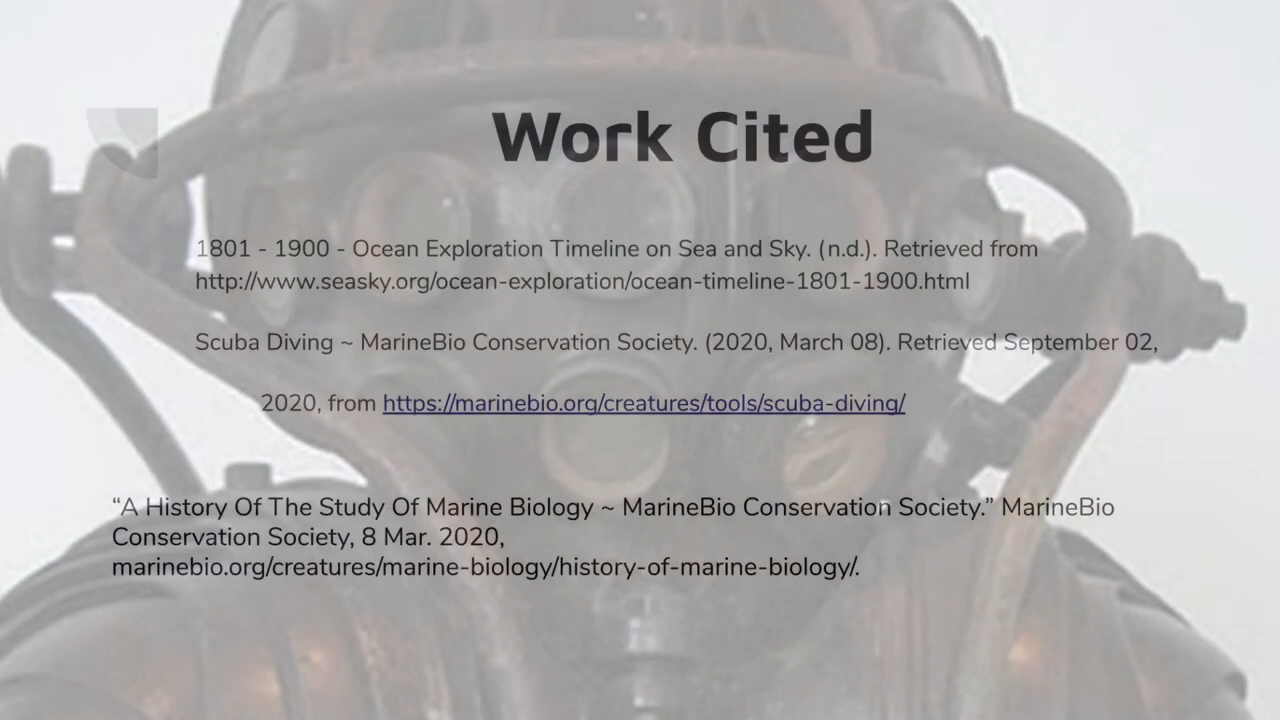 Work Cited
1801 - 1900 - Ocean Exploration Timeline on Sea and Sky. (n.d.). Retrieved from
http://www.seasky.org/ocean-exploration/ocean-timeline-1801-1900.html
Scuba Diving ~ MarineBio Conservation Society. (2020, March 08). Retrieved September 02,
2020, from https://marinebio.org/creatures/tools/scuba-diving/
“A History Of The Study Of Marine Biology ~ MarineBio Conservation Society.” MarineBio
Conservation Society, 8 Mar. 2020,
marinebio.org/creatures/marine-biology/history-of-marine-biology/.